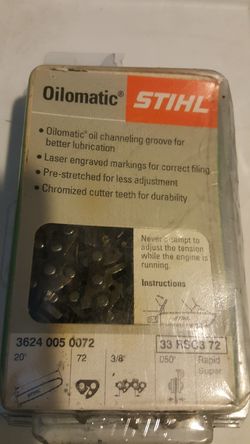 Oilomatic® STIHL
• Oilomatic® oil channeling groove for
better lubrication
• Laser engraved markings for correct filing
• Pre-stretched for less adjustment
• Chromized cutter teeth for durability
Never attempt to
adjust the tension
while the engine is
running.
Instructions
STIHL
3624 005 0072
33 RSC3 72
20" 72 3/8" .050" Rapid
Super